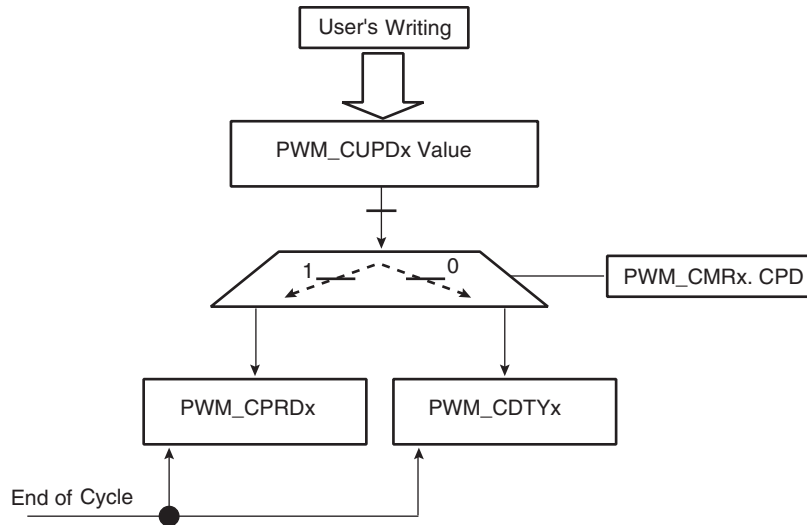 User's Writing
PWM_CUPDx Value
1
0
PWM_CMRx. CPD
PWM_CPRDx
PWM_CDTYx
End of Cycle